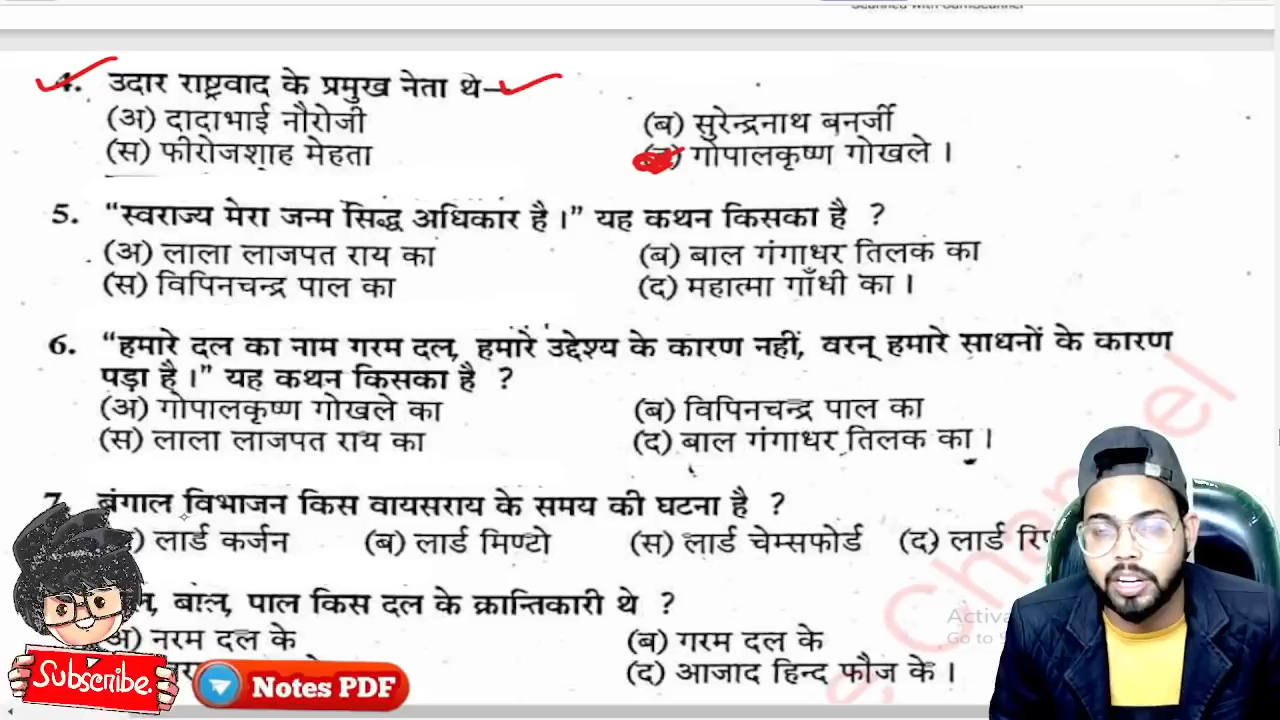 4. उदार राष्ट्रवाद के प्रमुख नेता थे–
(अ) दादाभाई नौरोजी (ब) सुरेन्द्रनाथ बनर्जी
(स) फीरोजशाह मेहता गोपालकृष्ण गोखले ।
5. “स्वराज्य मेरा जन्म सिद्ध अधिकार है ।” यह कथन किसका है ?
(अ) लाला लाजपत राय का (ब) बाल गंगाधर तिलक का
(स) विपिनचन्द्र पाल का (द) महात्मा गाँधी का ।
6. “हमारे दल का नाम गरम दल, हमारे उद्देश्य के कारण नहीं, वरन् हमारे साधनों के कारण
पड़ा है ।” यह कथन किसका है ?
(अ) गोपालकृष्ण गोखले का (ब) विपिनचन्द्र पाल का
(स) लाला लाजपत राय का (द) बाल गंगाधर तिलक का ।
7. बंगाल विभाजन किस वायसराय के समय की घटना है ?
लार्ड कर्जन (ब) लार्ड मिण्टो (स) लार्ड चेम्सफोर्ड (द) लार्ड
बाल, पाल किस दल के क्रान्तिकारी थे ?
(अ) नरम दल के (ब) गरम दल के
(द) आजाद हिन्द फौज के ।
Subscribe.
Notes PDF
Channel